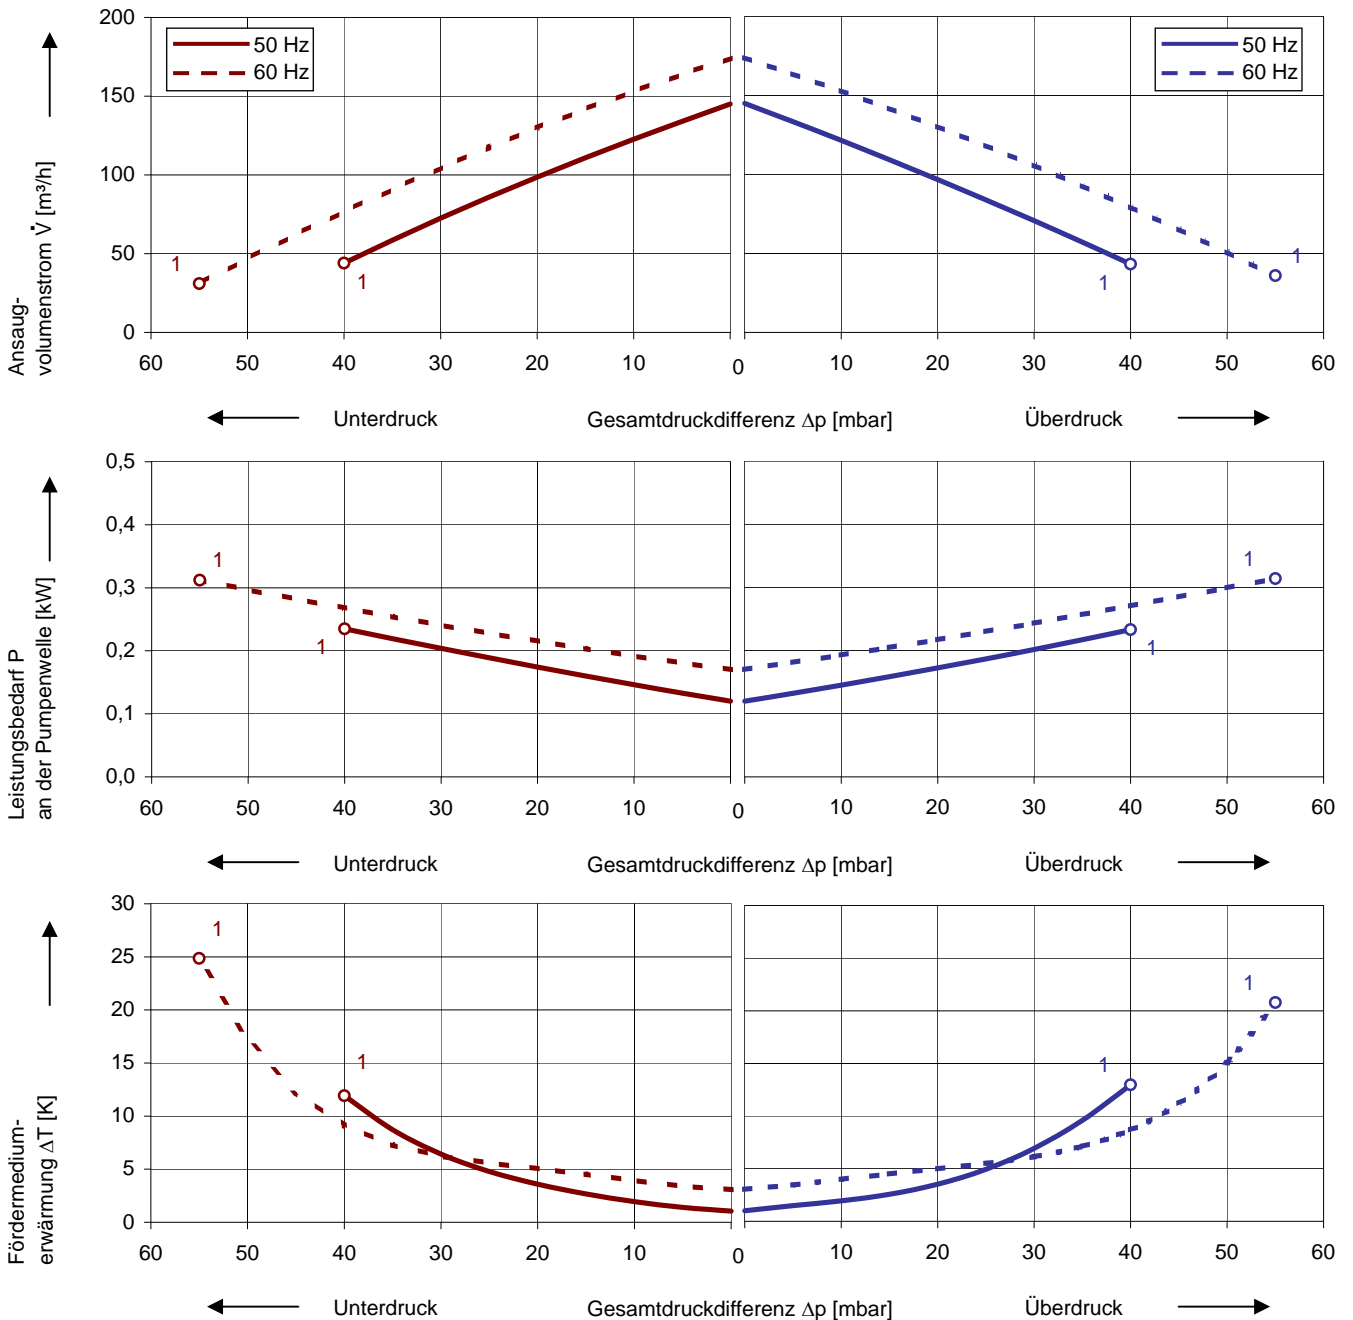 200
150
100
50
0
50 Hz
60 Hz
50 Hz
60 Hz
1
1
1
1
Ansaug-
volumenstrom V̇ [m³/h]
60 50 40 30 20 10 0 10 20 30 40 50 60
Unterdruck Gesamtdruckdifferenz Δp [mbar] Überdruck
0,5
0,4
0,3
0,2
0,1
0,0
1
1
1
1
Leistungsbedarf P
an der Pumpenwelle [kW]
60 50 40 30 20 10 0 10 20 30 40 50 60
Unterdruck Gesamtdruckdifferenz Δp [mbar] Überdruck
30
25
20
15
10
5
0
1
1
1
1
Fördermedium-
erwärmung ΔT [K]
60 50 40 30 20 10 0 10 20 30 40 50 60
Unterdruck Gesamtdruckdifferenz Δp [mbar] Überdruck